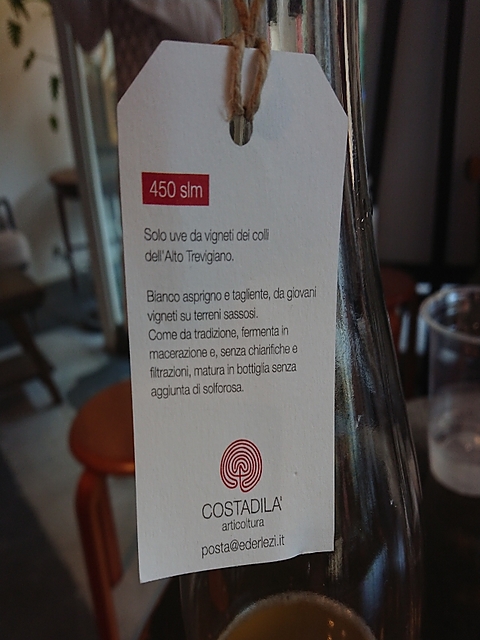 450 slm
Solo uve da vigneti dei colli
dell'Alto Trevigiano.
Bianco asprigno e tagliente, da giovani
vigneti su terreni sassosi.
Come da tradizione, fermenta in
macerazione e, senza chiarifiche e
filtrazioni, matura in bottiglia senza
aggiunta di solforosa.
COSTADILA'
articoltura
posta@ederlezi.it